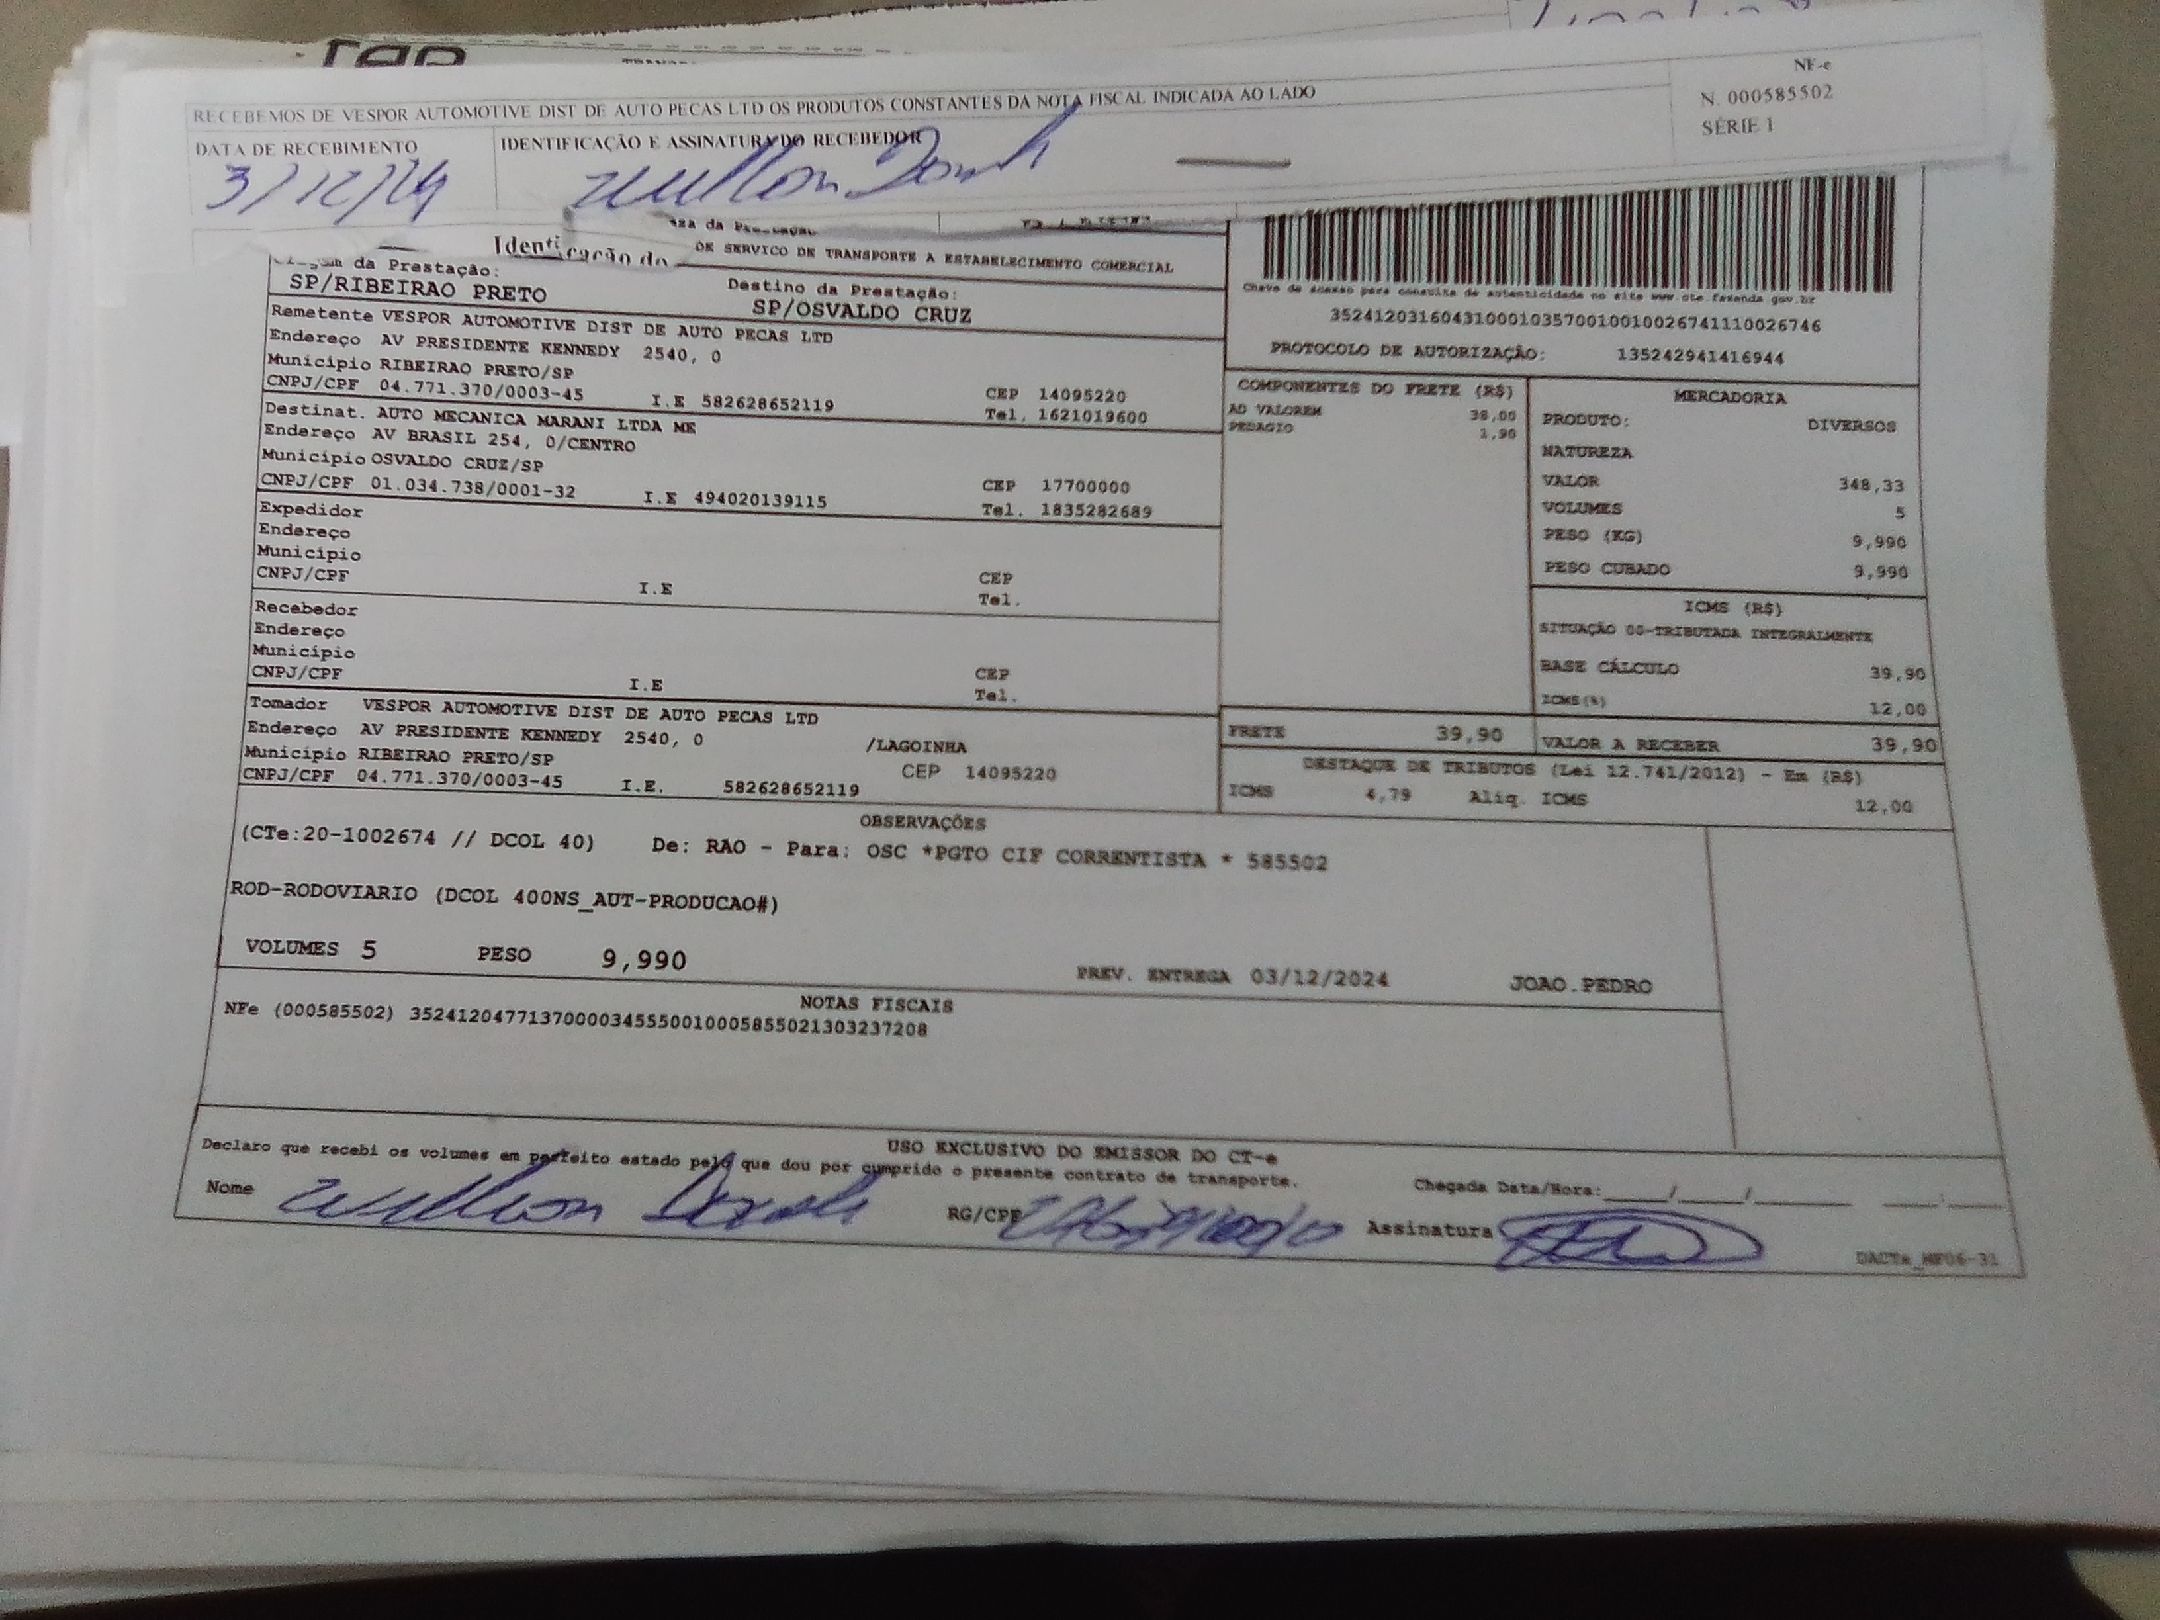 RECEBEMOS DE VESPOR AUTOMOTIVE DIST DE AUTO PECAS LTD OS PRODUTOS CONSTANTES DA NOTA FISCAL INDICADA AO LADO
NF-e
N. 000585502
SÉRIE 1
DATA DE RECEBIMENTO
3/12/24
IDENTIFICAÇÃO E ASSINATURA DO RECEBEDOR
Identificação do
DE SERVICO DE TRANSPORTE A ESTABELECIMENTO COMERCIAL
da Prestação:
SP/RIBEIRAO PRETO
Destino da Prestação:
SP/OSVALDO CRUZ
Remetente VESPOR AUTOMOTIVE DIST DE AUTO PECAS LTD
Endereço AV PRESIDENTE KENNEDY 2540, 0
Município RIBEIRAO PRETO/SP
CEP 14095220
CNPJ/CPF 04.771.370/0003-45 I.E 582628652119 Tel. 1621019600
Destinat. AUTO MECANICA MARANI LTDA ME
Endereço AV BRASIL 254, 0/CENTRO
Município OSVALDO CRUZ/SP
CEP 17700000
CNPJ/CPF 01.034.738/0001-32 I.E 494020139115 Tel. 1835282689
Expedidor
Endereço
Município
CEP
CNPJ/CPF I.E Tel.
Recebedor
Endereço
Município
CEP
CNPJ/CPF I.E Tel.
Tomador VESPOR AUTOMOTIVE DIST DE AUTO PECAS LTD
Endereço AV PRESIDENTE KENNEDY 2540, 0 /LAGOINHA
Município RIBEIRAO PRETO/SP CEP 14095220
CNPJ/CPF 04.771.370/0003-45 I.E. 582628652119
Chave de acesso para consulta de autenticidade no site www.cte.fazenda.gov.br
35241203160431000103570010010026741110026746
PROTOCOLO DE AUTORIZAÇÃO: 135242941416944
COMPONENTES DO FRETE (R$)
AD VALOREM 38,00
PEDAGIO 1,90
MERCADORIA
PRODUTO: DIVERSOS
NATUREZA
VALOR 348,33
VOLUMES 5
PESO (KG) 9,990
PESO CUBADO 9,990
ICMS (R$)
SITUAÇÃO 00-TRIBUTADA INTEGRALMENTE
BASE CÁLCULO 39,90
ICMS(%) 12,00
FRETE 39,90 VALOR A RECEBER 39,90
DESTAQUE DE TRIBUTOS (Lei 12.741/2012) - Em (R$)
ICMS 4,79 Aliq. ICMS 12,00
OBSERVAÇÕES
(CTe:20-1002674 // DCOL 40) De: RAO - Para: OSC *PGTO CIF CORRENTISTA * 585502
ROD-RODOVIARIO (DCOL 400NS_AUT-PRODUCAO#)
VOLUMES 5 PESO 9,990 PREV. ENTREGA 03/12/2024 JOAO.PEDRO
NOTAS FISCAIS
NFe (000585502) 35241204771370000345550010005855021303237208
USO EXCLUSIVO DO EMISSOR DO CT-e
Declaro que recebi os volumes em perfeito estado pelo que dou por cumprido o presente contrato de transporte.
Chegada Data/Hora:____/____/______ ____:____
Nome
RG/CPF
Assinatura
DACTe_MF06-31